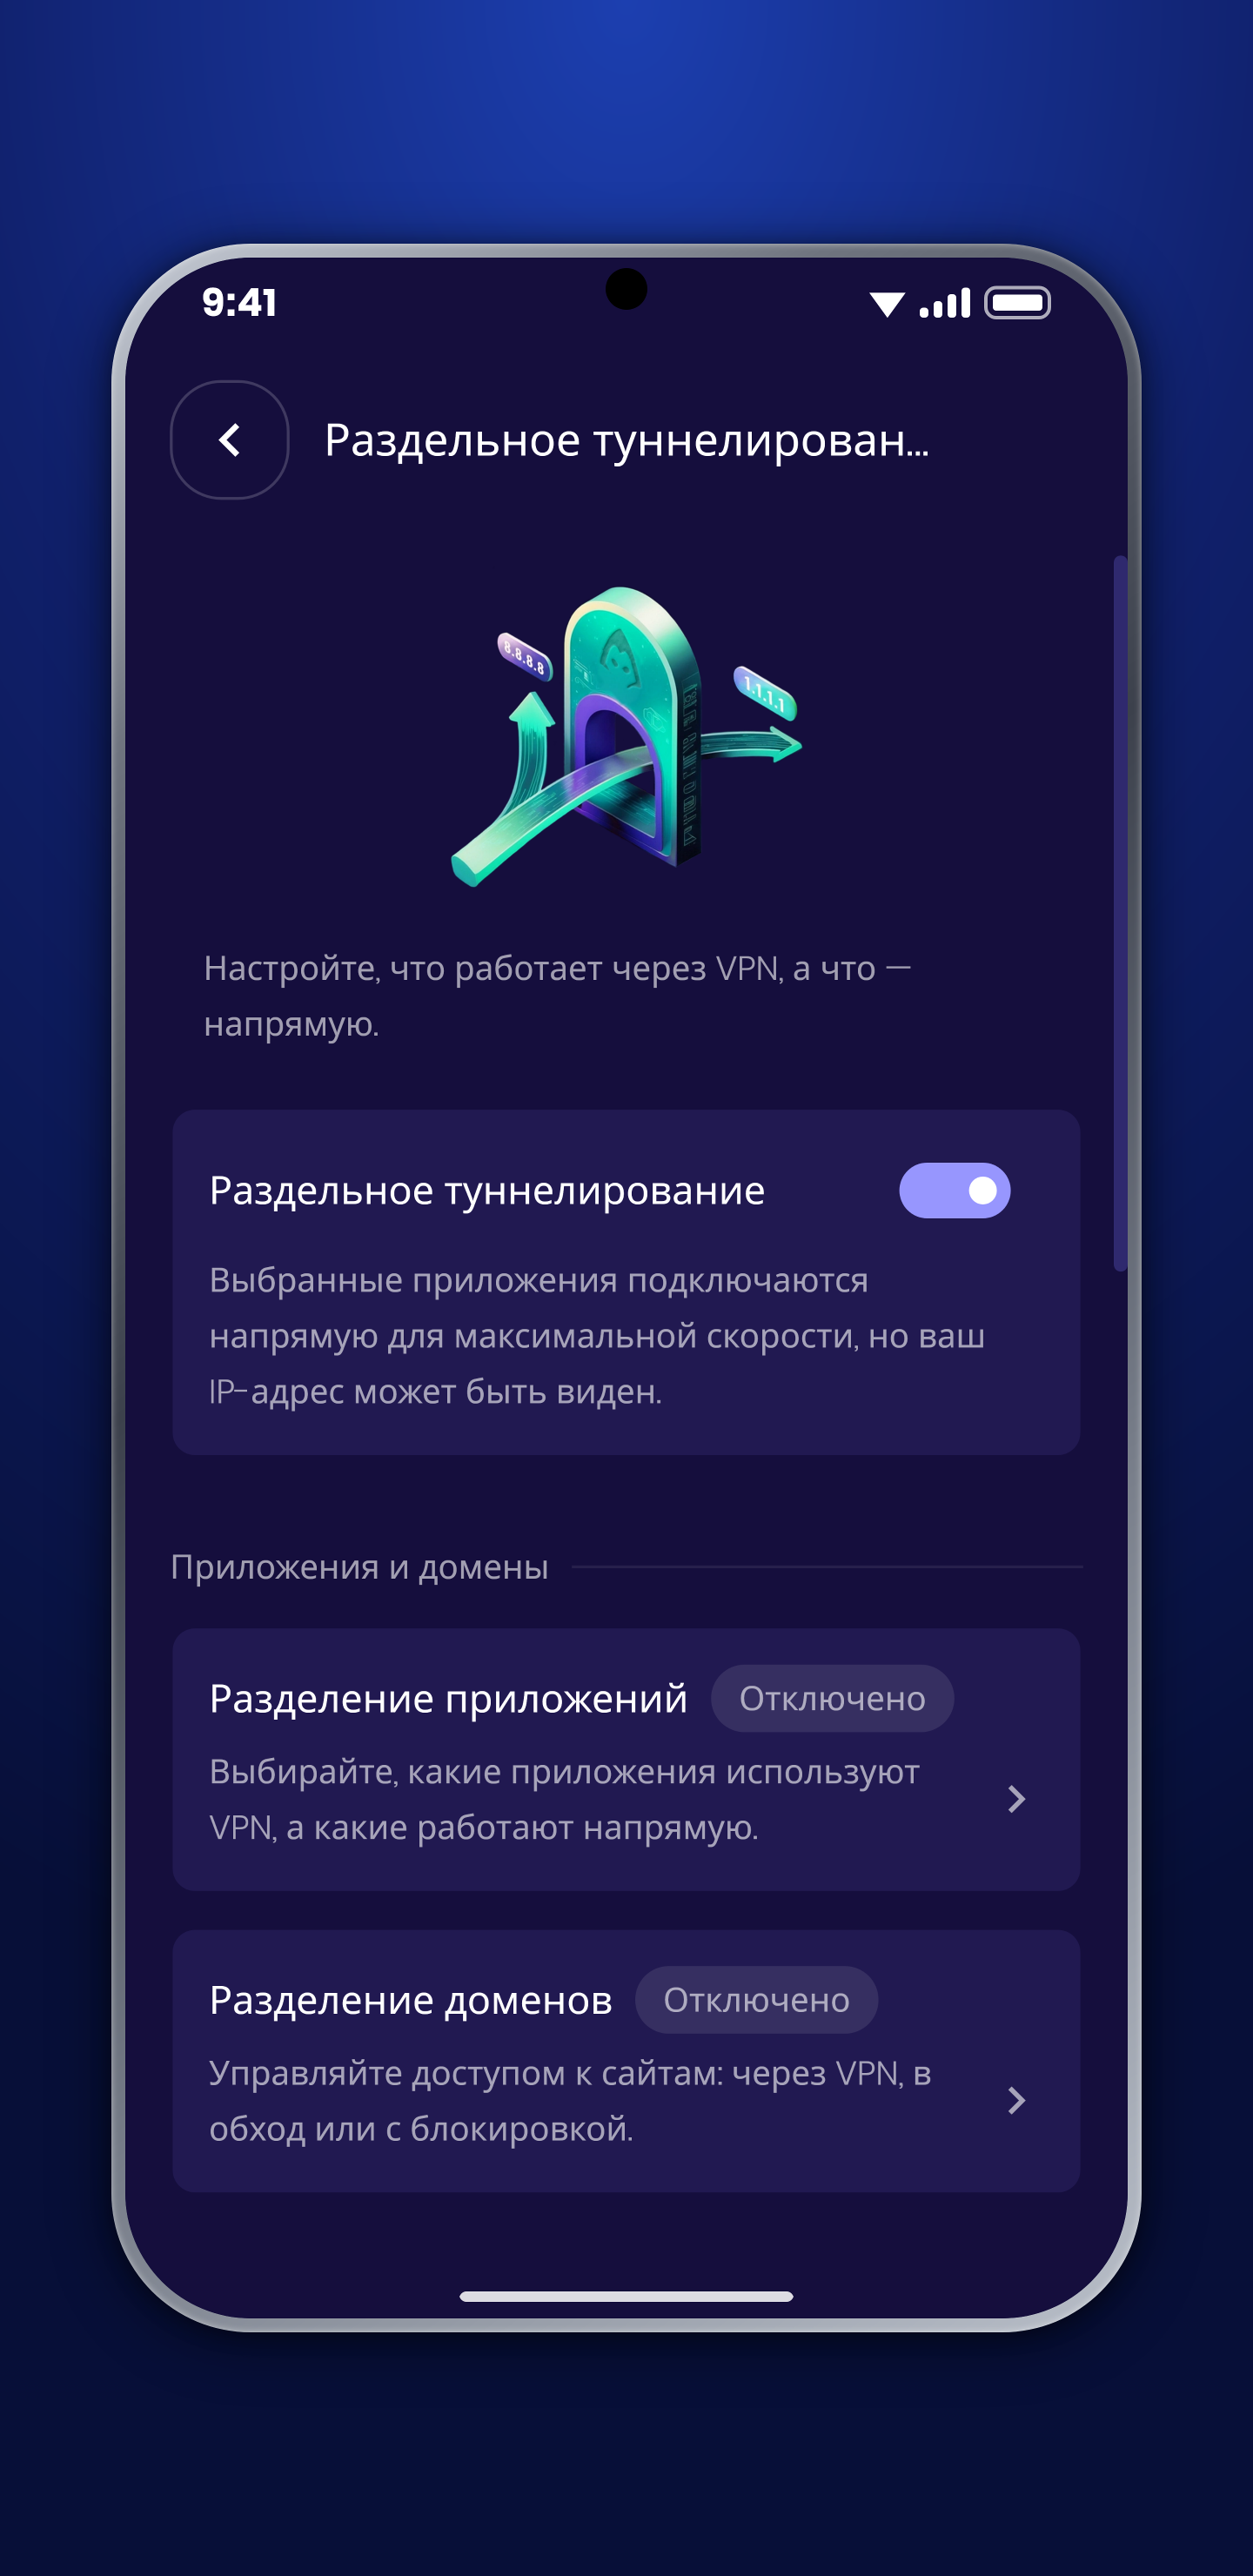 9:41
Раздельное туннелирован...
8.8.8.8
1.1.1.1
Настройте, что работает через VPN, а что —
напрямую.
Раздельное туннелирование
Выбранные приложения подключаются
напрямую для максимальной скорости, но ваш
IP-адрес может быть виден.
Приложения и домены
Разделение приложений Отключено
Выбирайте, какие приложения используют
VPN, а какие работают напрямую.
Разделение доменов Отключено
Управляйте доступом к сайтам: через VPN, в
обход или с блокировкой.